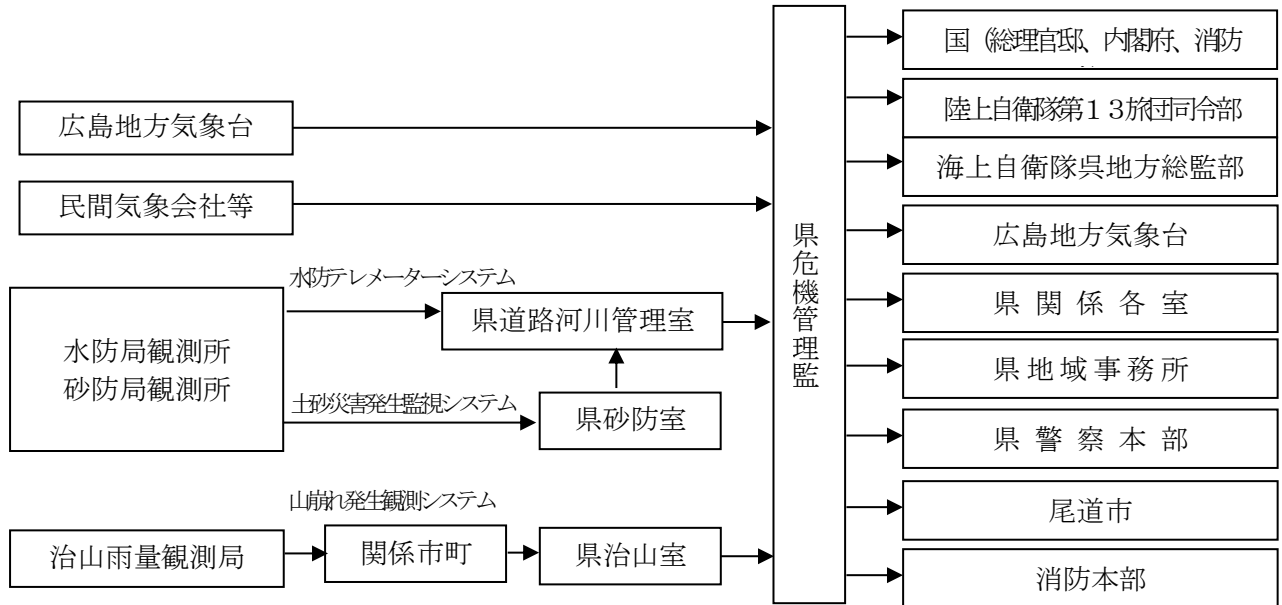 広島地方気象台
民間気象会社等
水防テレメーターシステム
水防局観測所
砂防局観測所
県道路河川管理室
土砂災害発生監視システム
県砂防室
山崩れ発生観測システム
治山雨量観測局
関係市町
県治山室
県危機管理監
国（総理官邸、内閣府、消防
陸上自衛隊第１３旅団司令部
海上自衛隊呉地方総監部
広島地方気象台
県関係各室
県地域事務所
県警察本部
尾道市
消防本部